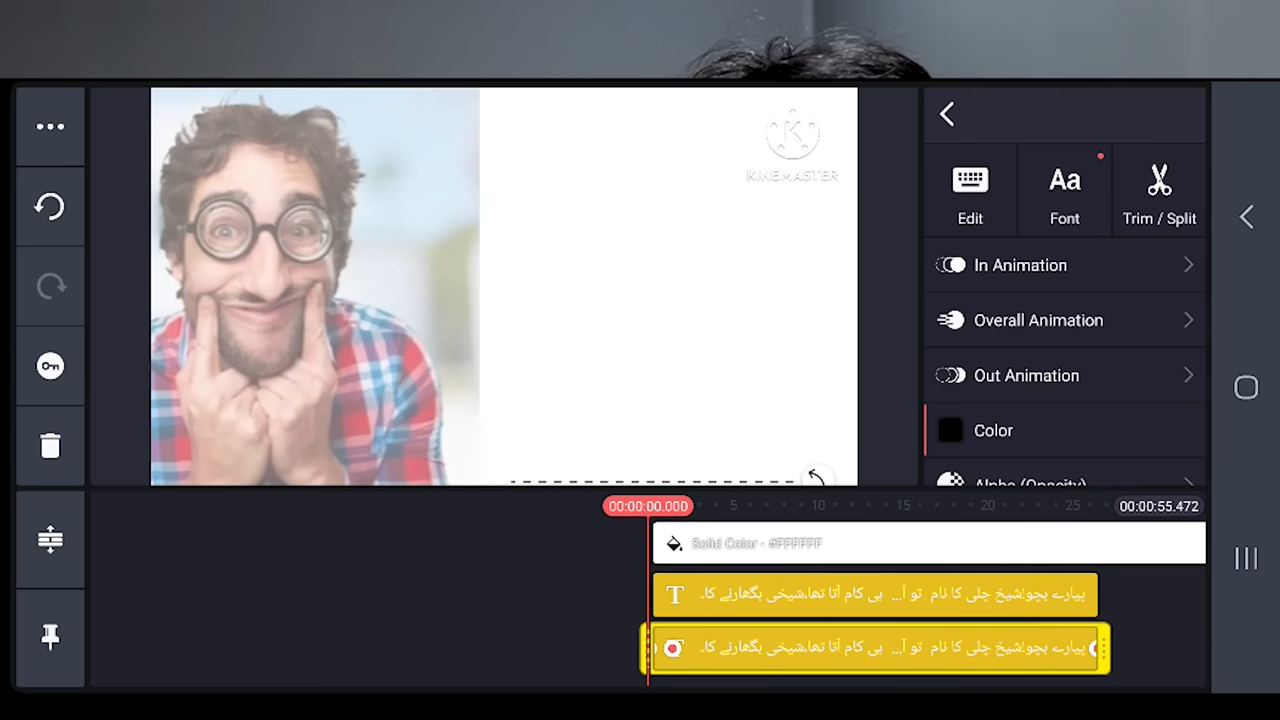 KINEMASTER
Edit
Font
Trim / Split
In Animation
Overall Animation
Out Animation
Color
Alpha (Opacity)
00:00:00.000
5
10
15
20
25
00:00:55.472
Solid Color - #FFFFFF
پیارے بچو!شیخ چلی کا نام تو آ... ہی کام آتا تھا،شیخی بگھارنے کا۔
پیارے بچو!شیخ چلی کا نام تو آ... ہی کام آتا تھا،شیخی بگھارنے کا۔